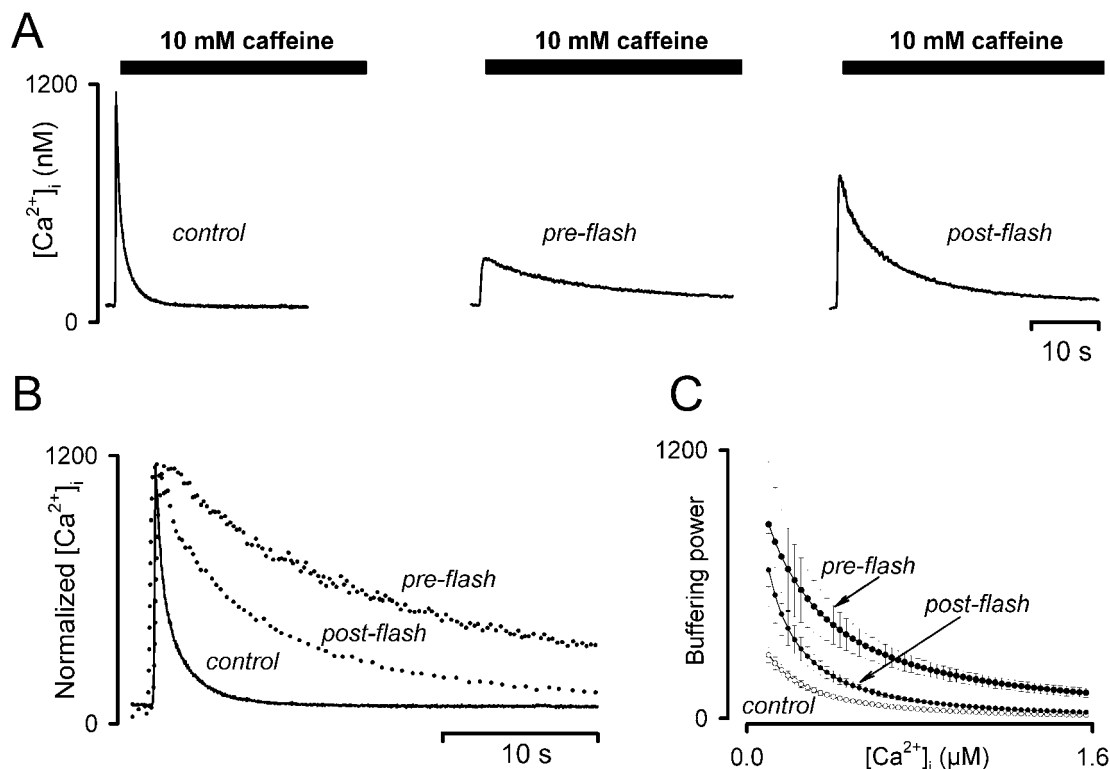 A
10 mM caffeine 10 mM caffeine 10 mM caffeine
1200
[Ca²⁺]ᵢ (nM)
control
pre-flash
post-flash
0
10 s
B
1200
Normalized [Ca²⁺]ᵢ
pre-flash
post-flash
control
0
10 s
C
1200
Buffering power
pre-flash
post-flash
control
0
0.0
[Ca²⁺]ᵢ (μM)
1.6